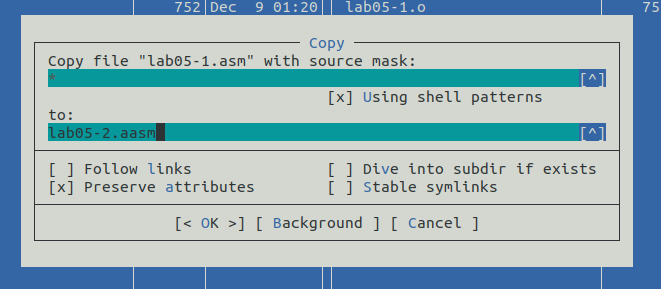 752 Dec  9 01:20 lab05-1.o 75
Copy
Copy file "lab05-1.asm" with source mask:
* [^]
[x] Using shell patterns
to:
lab05-2.aasm [^]
[ ] Follow links [ ] Dive into subdir if exists
[x] Preserve attributes [ ] Stable symlinks
[< OK >] [ Background ] [ Cancel ]